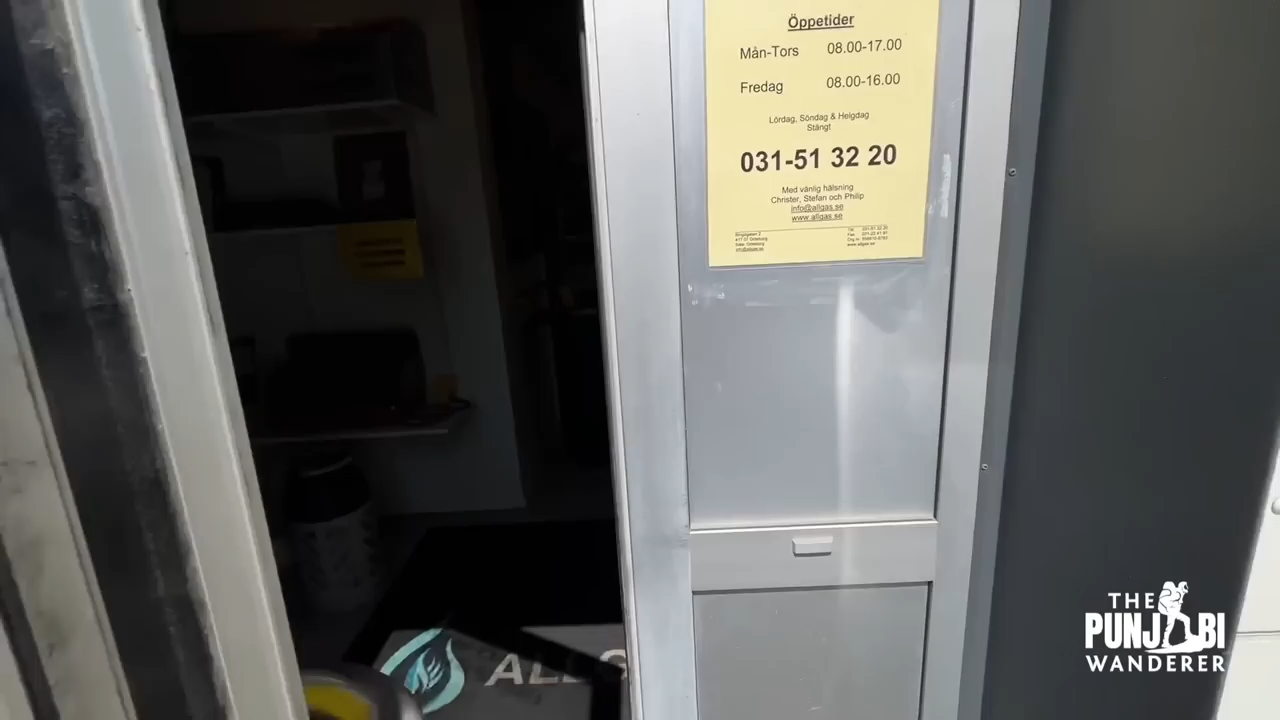 Öppetider
Mån-Tors 08.00-17.00
Fredag 08.00-16.00
Lördag, Söndag & Helgdag
Stängt
031-51 32 20
Med vänlig hälsning
Christer, Stefan och Philip
info@allgas.se
www.allgas.se
THE
PUNJABI
WANDERER